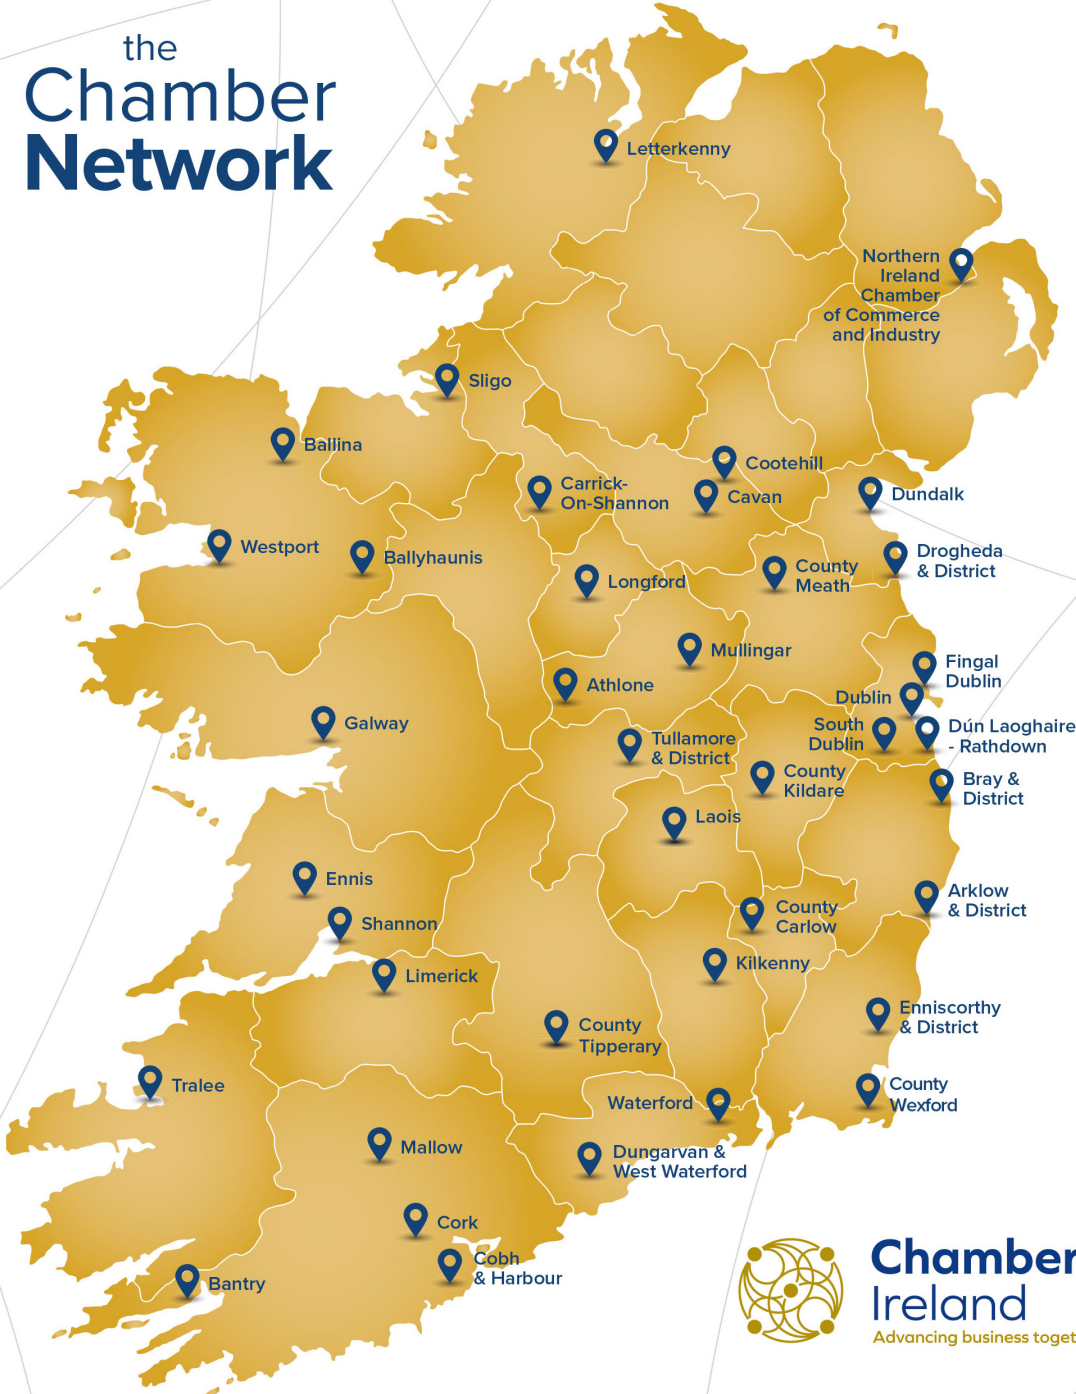 the
Chamber
Network
Letterkenny
Northern
Ireland
Chamber
of Commerce
and Industry
Sligo
Ballina
Cootehill
Carrick-
On-Shannon
Cavan
Dundalk
Westport
Ballyhaunis
Drogheda
& District
County
Meath
Longford
Mullingar
Fingal
Dublin
Athlone
Dublin
Galway
South
Dublin
Dún Laoghaire
- Rathdown
Tullamore
& District
County
Kildare
Bray &
District
Laois
Ennis
Arklow
& District
County
Carlow
Shannon
Kilkenny
Limerick
Enniscorthy
& District
County
Tipperary
Tralee
County
Wexford
Waterford
Mallow
Dungarvan &
West Waterford
Cork
Cobh
& Harbour
Bantry
Chamber
Ireland
Advancing business toget